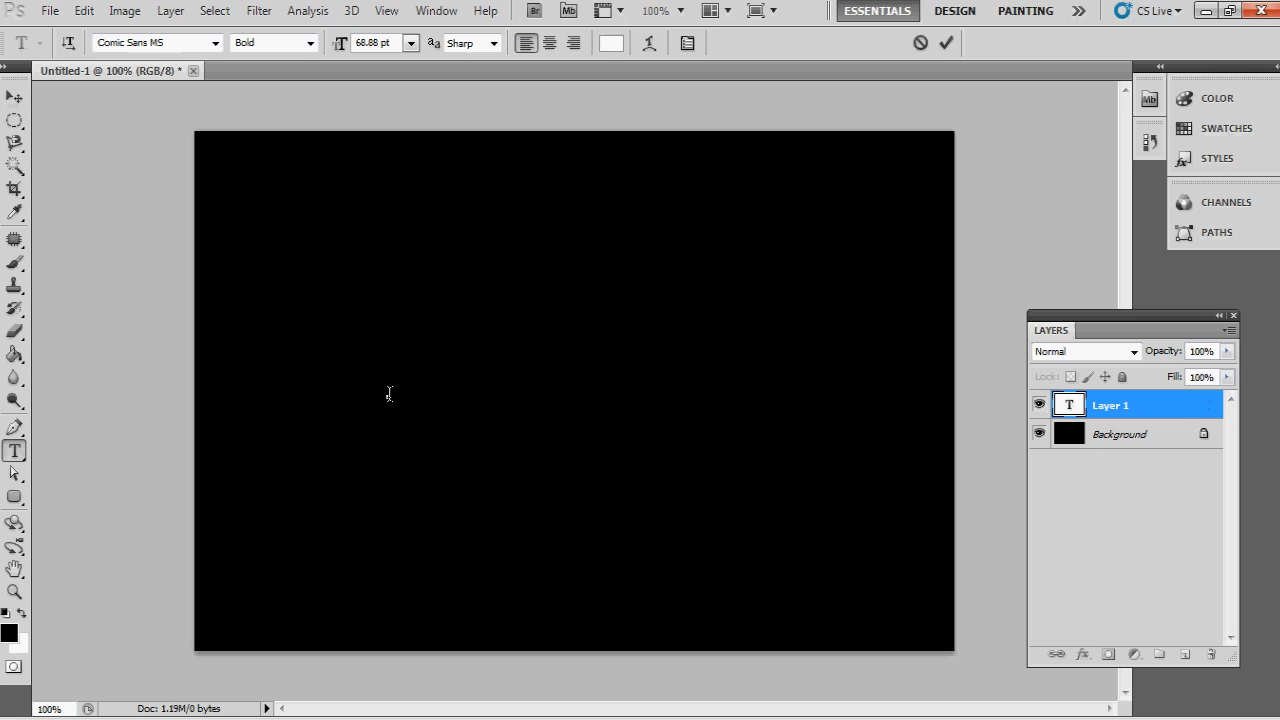 Ps File Edit Image Layer Select Filter Analysis 3D View Window Help Br Mb 100% ESSENTIALS DESIGN PAINTING CS Live
T Comic Sans MS Bold T 68.88 pt aa Sharp
Untitled-1 @ 100% (RGB/8) *
Mb COLOR
SWATCHES
STYLES
CHANNELS
PATHS
LAYERS
Normal Opacity: 100%
Lock: Fill: 100%
T Layer 1
Background
T
100% Doc: 1.19M/0 bytes